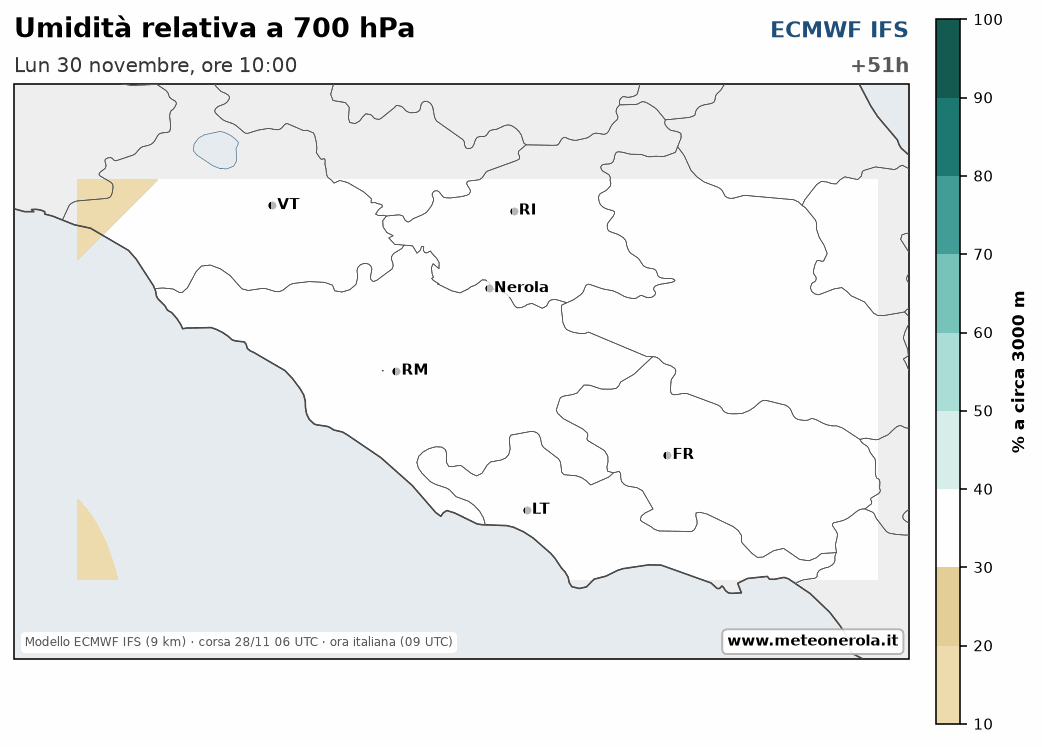 Umidità relativa a 700 hPa
ECMWF IFS
Lun 30 novembre, ore 10:00
+51h
VT
RI
Nerola
RM
FR
LT
Modello ECMWF IFS (9 km) · corsa 28/11 06 UTC · ora italiana (09 UTC)
www.meteonerola.it
100
90
80
70
60
50
40
30
20
10
% a circa 3000 m